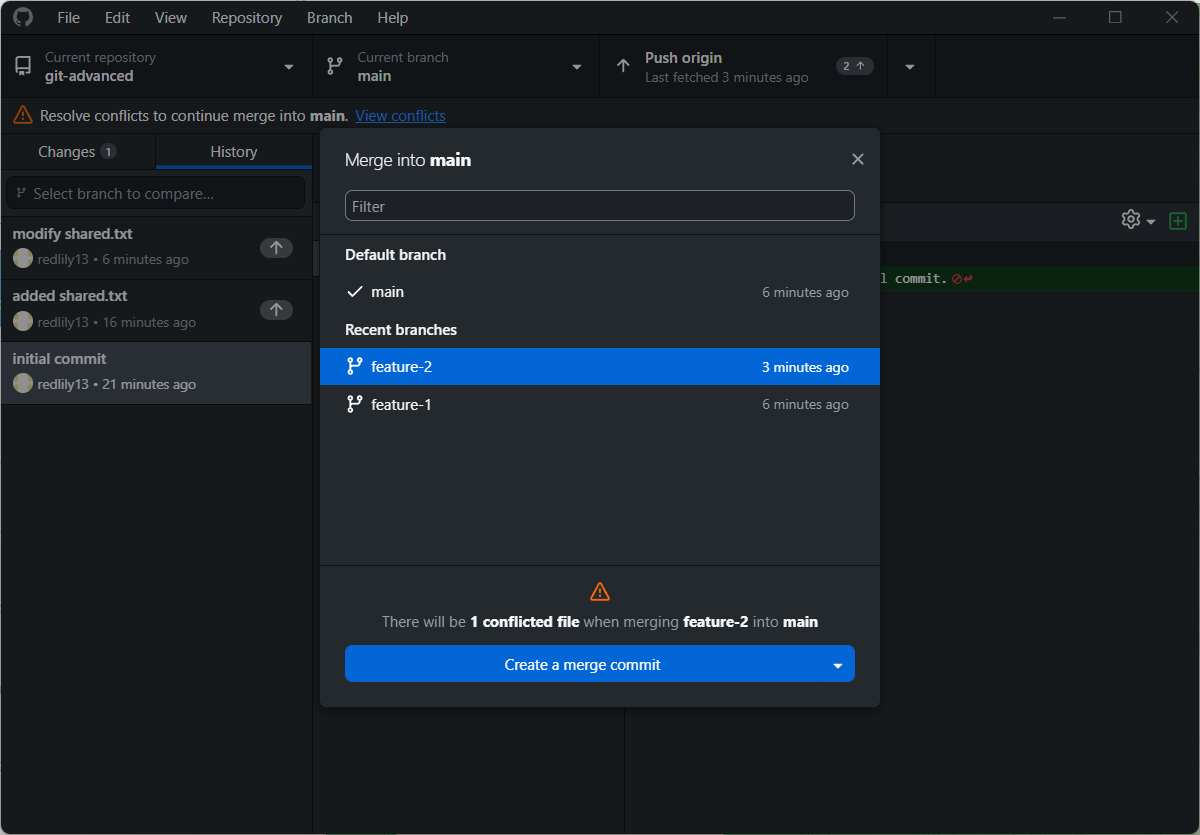 File Edit View Repository Branch Help
Current repository
git-advanced
Current branch
main
Push origin
Last fetched 3 minutes ago
2
Resolve conflicts to continue merge into main. View conflicts
Changes 1
History
Select branch to compare...
modify shared.txt
redlily13 • 6 minutes ago
added shared.txt
redlily13 • 16 minutes ago
initial commit
redlily13 • 21 minutes ago
Merge into main
Filter
Default branch
main 6 minutes ago
Recent branches
feature-2 3 minutes ago
feature-1 6 minutes ago
There will be 1 conflicted file when merging feature-2 into main
Create a merge commit
l commit.